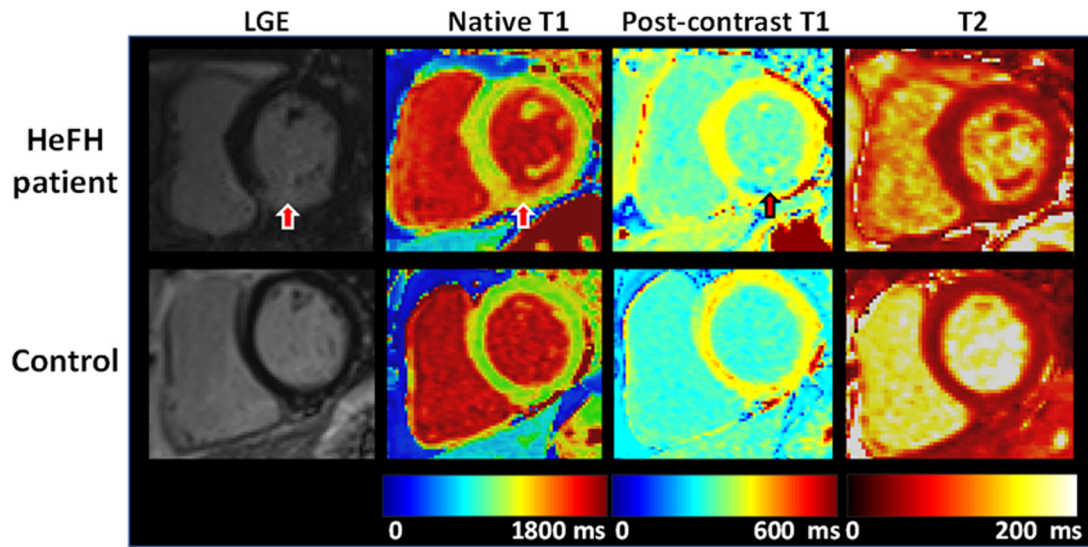 LGE Native T1 Post-contrast T1 T2
HeFH
patient
Control
0 1800 ms 0 600 ms 0 200 ms